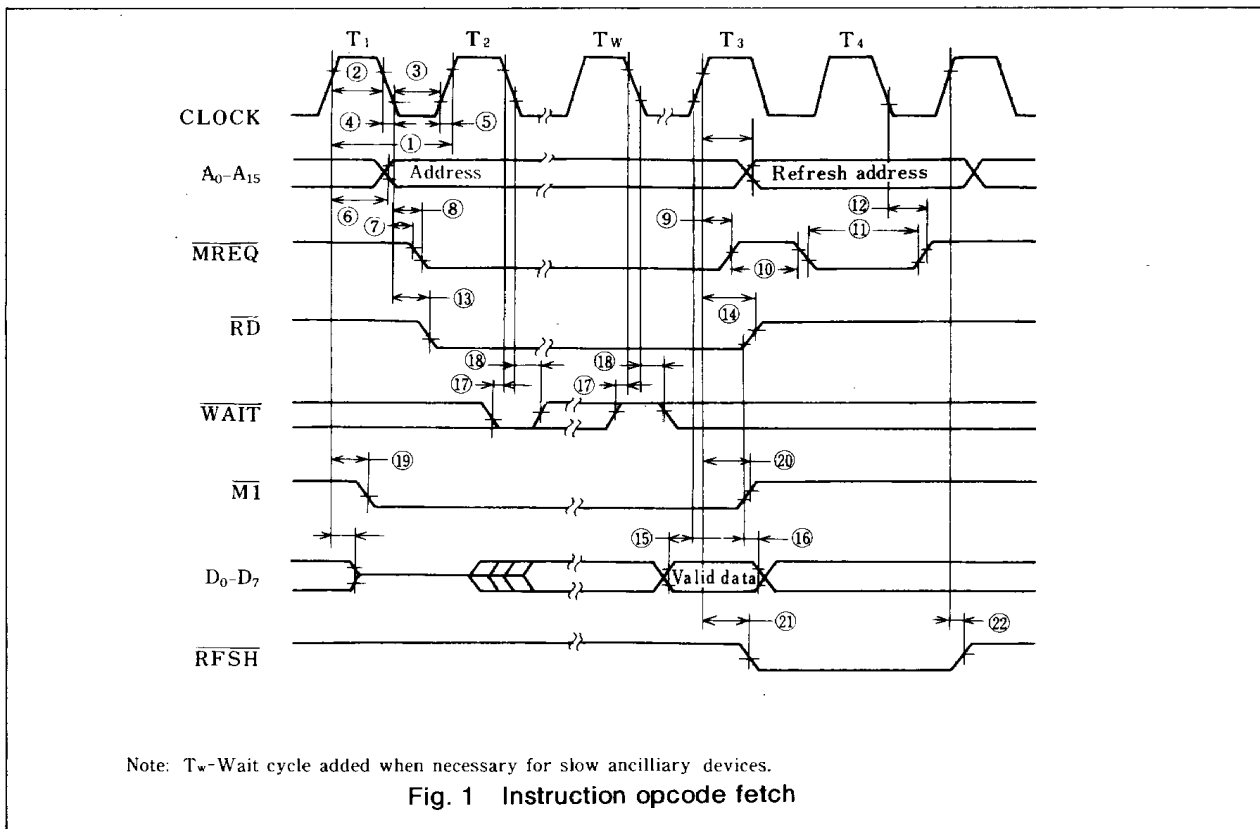 T1 T2 TW T3 T4
② ③
CLOCK
④ ⑤
①
A0-A15 Address Refresh address
⑥ ⑧ ⑫
⑦ ⑨ ⑪
MREQ
⑩
⑬
RD ⑭
⑱ ⑱
⑰ ⑰
WAIT
⑲ ⑳
M1
⑮ ⑯
D0-D7 Valid data
㉑ ㉒
RFSH
Note: Tw-Wait cycle added when necessary for slow ancilliary devices.
Fig. 1 Instruction opcode fetch